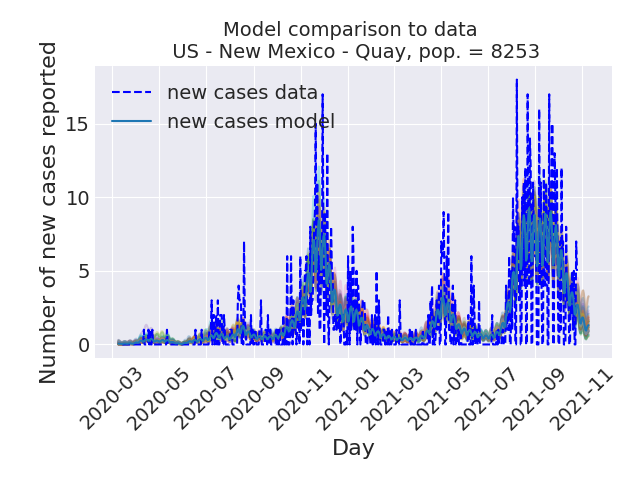 Model comparison to data
US - New Mexico - Quay, pop. = 8253
new cases data
new cases model
Number of new cases reported
15
10
5
0
2020-03
2020-05
2020-07
2020-09
2020-11
2021-01
2021-03
2021-05
2021-07
2021-09
2021-11
Day